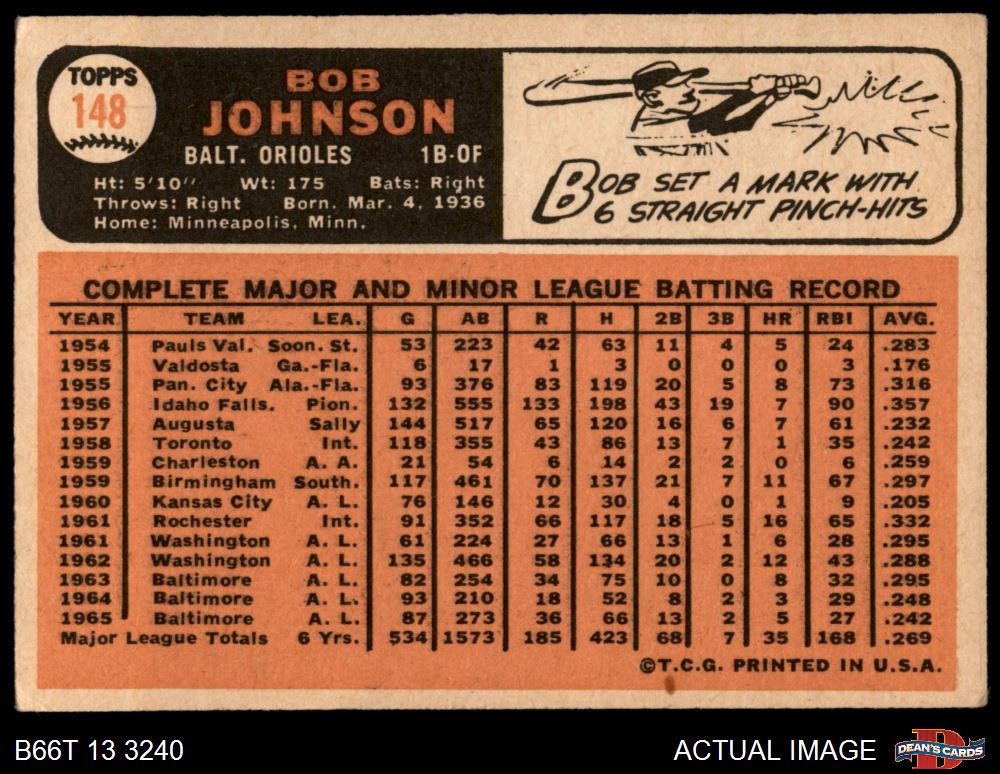 TOPPS
148
BOB
JOHNSON
BALT. ORIOLES 1B-OF
Ht: 5'10" Wt: 175 Bats: Right
Throws: Right Born. Mar. 4, 1936
Home: Minneapolis, Minn.
BOB SET A MARK WITH
6 STRAIGHT PINCH-HITS
COMPLETE MAJOR AND MINOR LEAGUE BATTING RECORD
YEAR TEAM LEA. G AB R H 2B 3B HR RBI AVG.
1954 Pauls Val. Soon. St. 53 223 42 63 11 4 5 24 .283
1955 Valdosta Ga.-Fla. 6 17 1 3 0 0 0 3 .176
1955 Pan. City Ala.-Fla. 93 376 83 119 20 5 8 73 .316
1956 Idaho Falls. Pion. 132 555 133 198 43 19 7 90 .357
1957 Augusta Sally 144 517 65 120 16 6 7 61 .232
1958 Toronto Int. 118 355 43 86 13 7 1 35 .242
1959 Charleston A. A. 21 54 6 14 2 2 0 6 .259
1959 Birmingham South. 117 461 70 137 21 7 11 67 .297
1960 Kansas City A. L. 76 146 12 30 4 0 1 9 .205
1961 Rochester Int. 91 352 66 117 18 5 16 65 .332
1961 Washington A. L. 61 224 27 66 13 1 6 28 .295
1962 Washington A. L. 135 466 58 134 20 2 12 43 .288
1963 Baltimore A. L. 82 254 34 75 10 0 8 32 .295
1964 Baltimore A. L. 93 210 18 52 8 2 3 29 .248
1965 Baltimore A. L. 87 273 36 66 13 2 5 27 .242
Major League Totals 6 Yrs. 534 1573 185 423 68 7 35 168 .269
©T.C.G. PRINTED IN U.S.A.
B66T 13 3240 ACTUAL IMAGE
DEAN'S CARDS